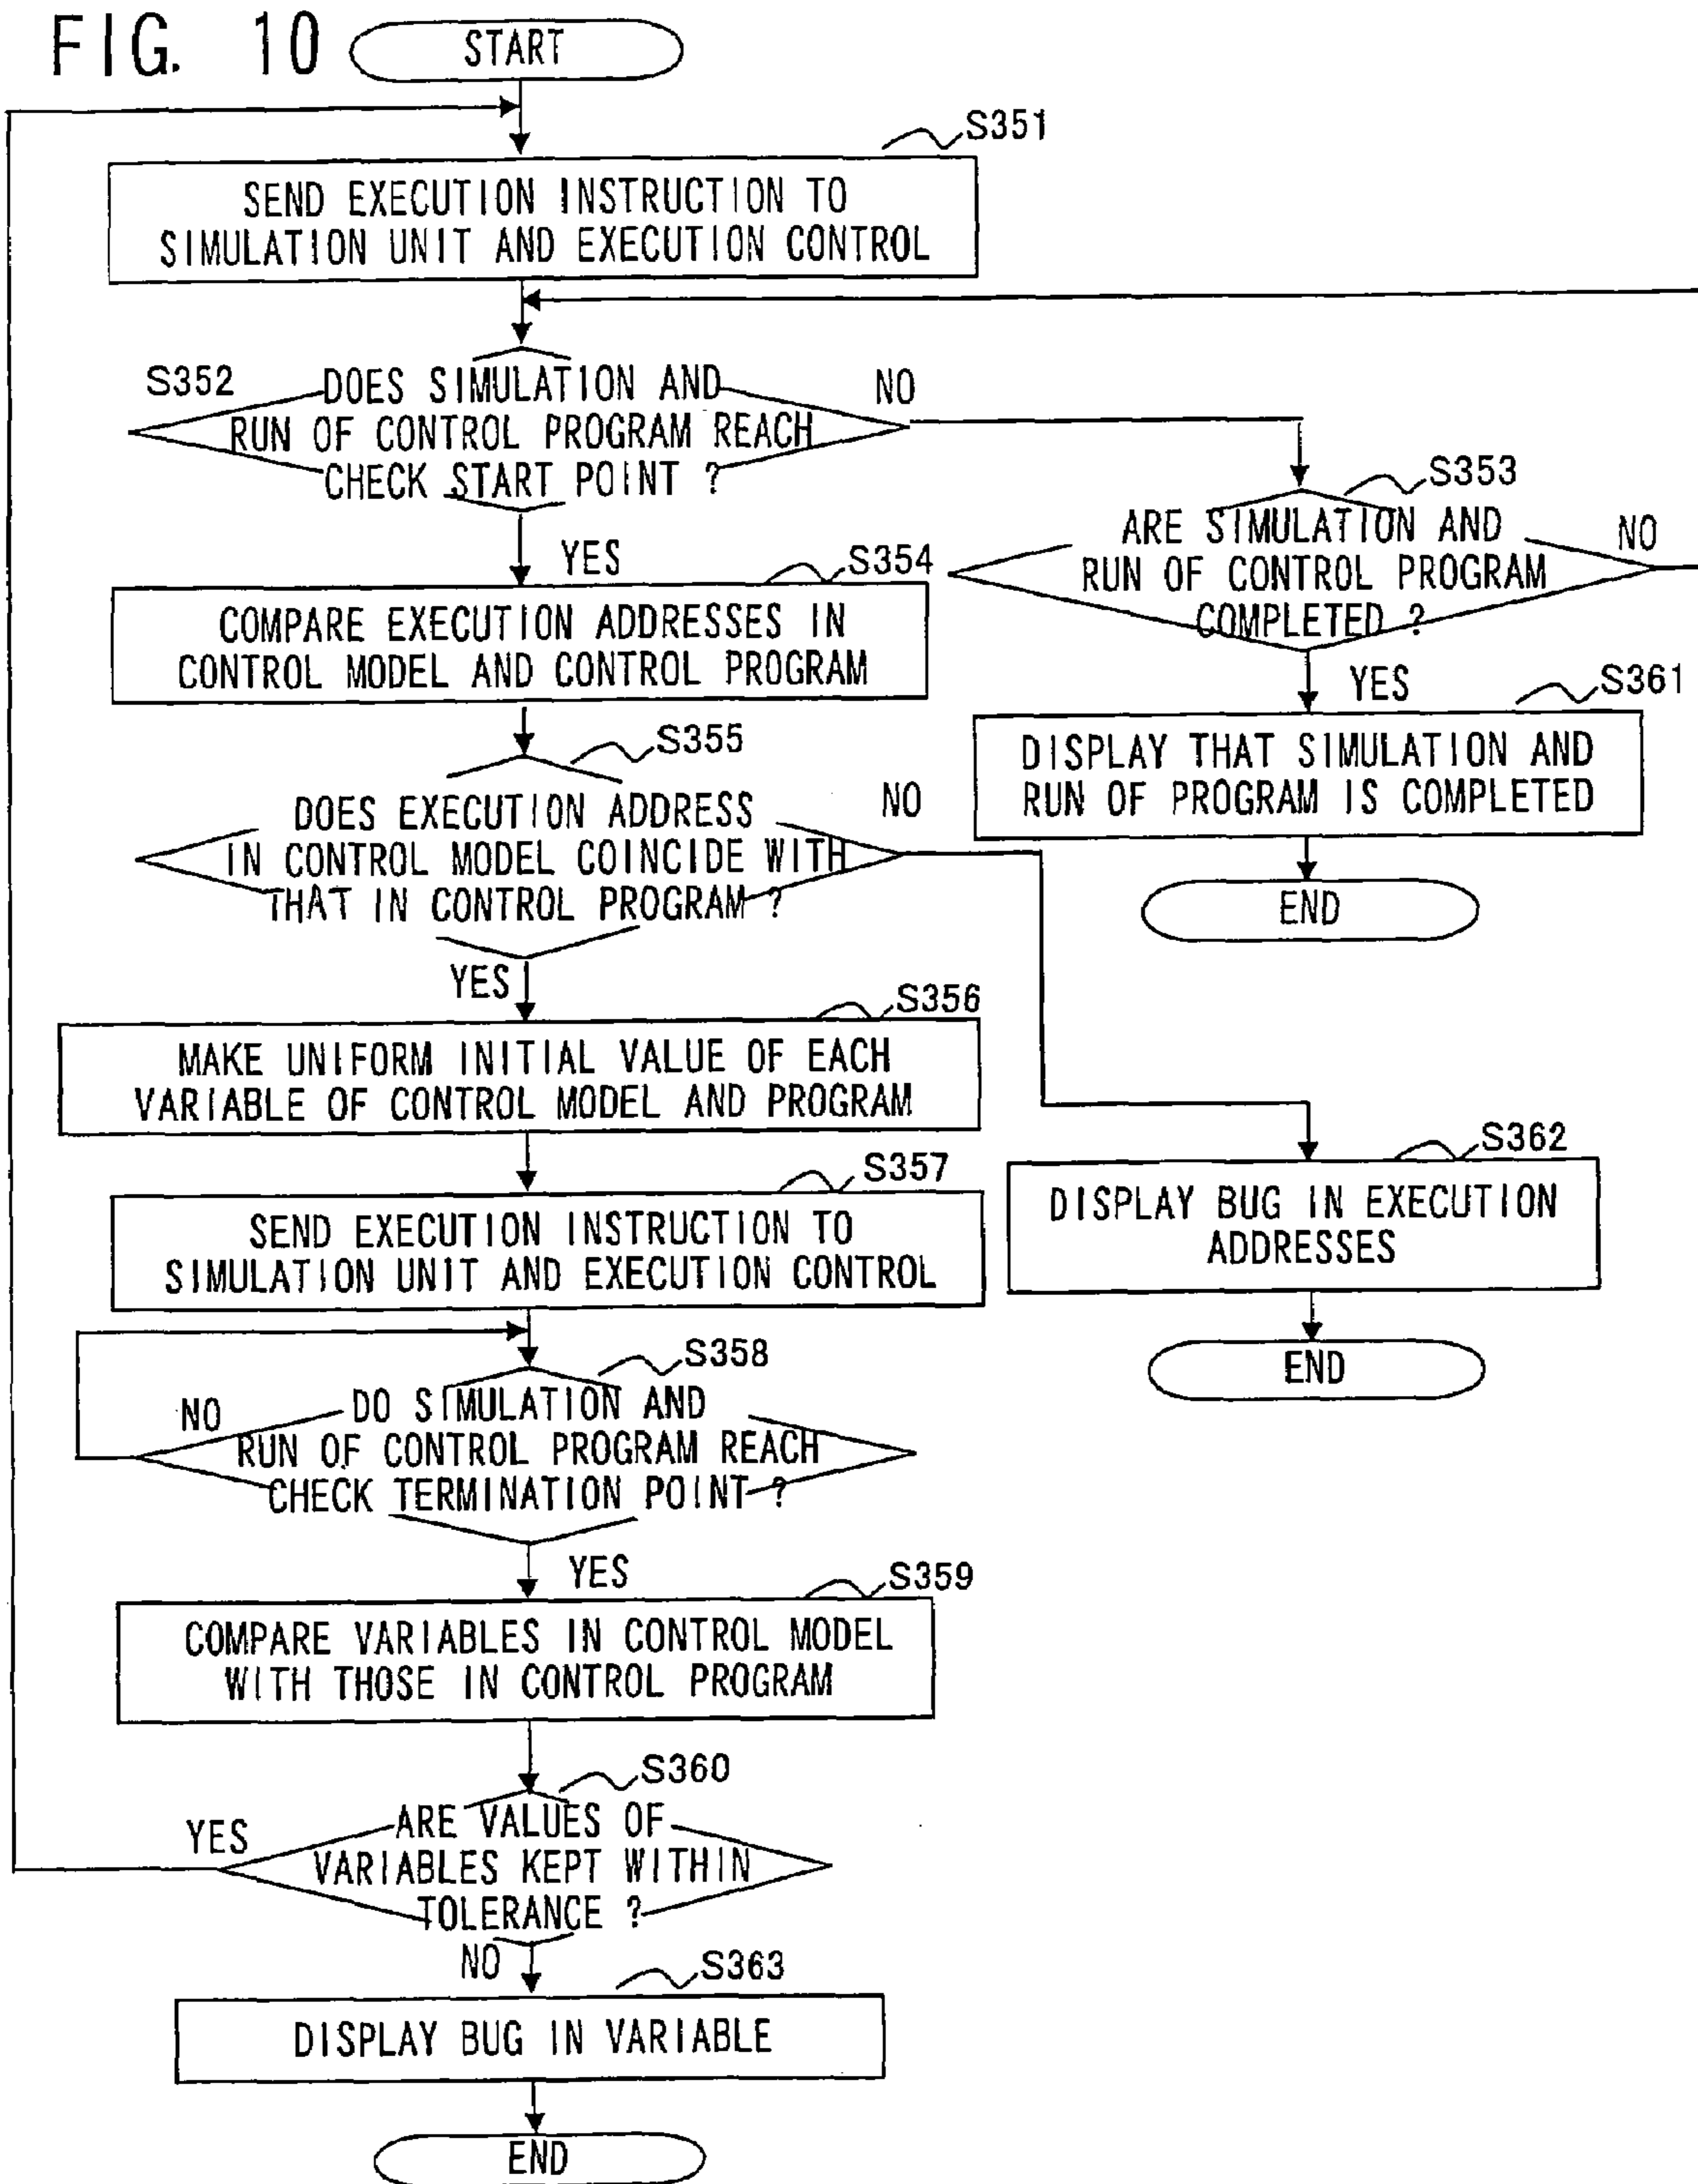 FIG. 10
START
S351
SEND EXECUTION INSTRUCTION TO
SIMULATION UNIT AND EXECUTION CONTROL
S352
DOES SIMULATION AND
RUN OF CONTROL PROGRAM REACH
CHECK START POINT ?
NO
YES
S353
ARE SIMULATION AND
RUN OF CONTROL PROGRAM
COMPLETED ?
NO
YES
S354
COMPARE EXECUTION ADDRESSES IN
CONTROL MODEL AND CONTROL PROGRAM
S361
DISPLAY THAT SIMULATION AND
RUN OF PROGRAM IS COMPLETED
END
S355
DOES EXECUTION ADDRESS
IN CONTROL MODEL COINCIDE WITH
THAT IN CONTROL PROGRAM ?
NO
YES
S356
MAKE UNIFORM INITIAL VALUE OF EACH
VARIABLE OF CONTROL MODEL AND PROGRAM
S362
DISPLAY BUG IN EXECUTION
ADDRESSES
END
S357
SEND EXECUTION INSTRUCTION TO
SIMULATION UNIT AND EXECUTION CONTROL
S358
NO
DO SIMULATION AND
RUN OF CONTROL PROGRAM REACH
CHECK TERMINATION POINT ?
YES
S359
COMPARE VARIABLES IN CONTROL MODEL
WITH THOSE IN CONTROL PROGRAM
S360
YES
ARE VALUES OF
VARIABLES KEPT WITHIN
TOLERANCE ?
NO
S363
DISPLAY BUG IN VARIABLE
END